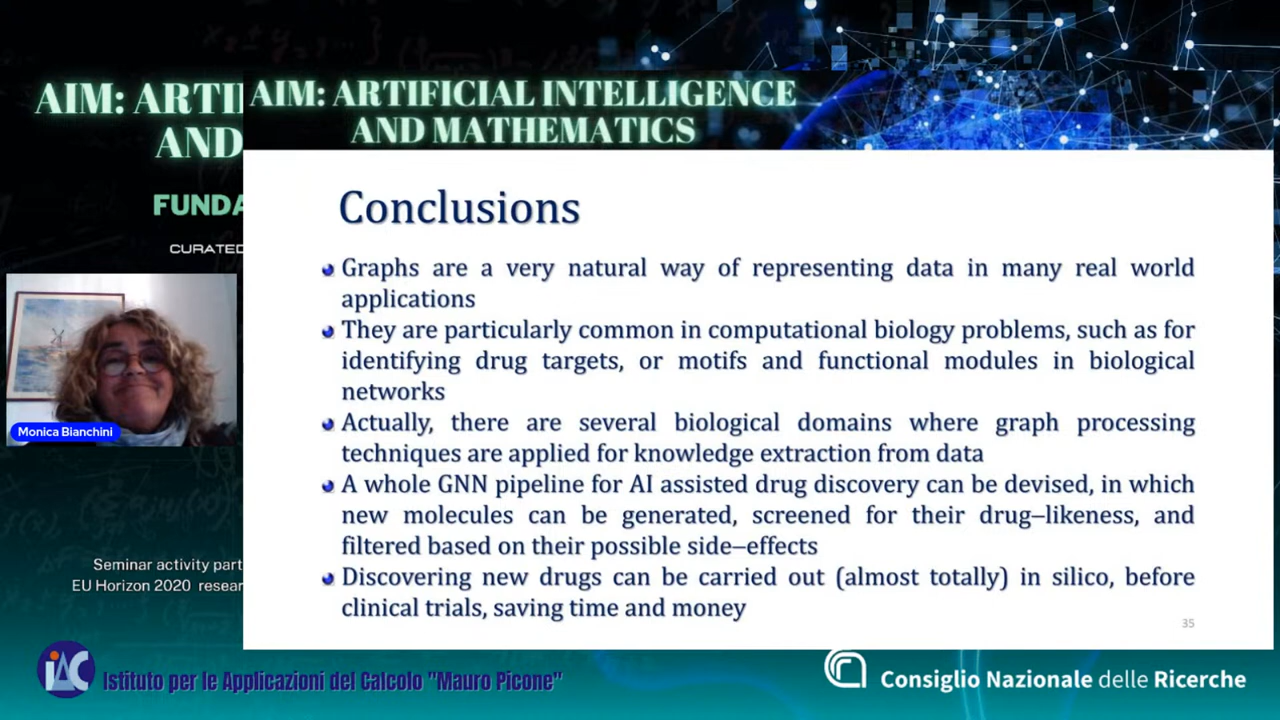 AIM: ARTI
AND
FUNDA
CURATED
AIM: ARTIFICIAL INTELLIGENCE
AND MATHEMATICS
Conclusions
Graphs are a very natural way of representing data in many real world
applications
They are particularly common in computational biology problems, such as for
identifying drug targets, or motifs and functional modules in biological
networks
Actually, there are several biological domains where graph processing
techniques are applied for knowledge extraction from data
A whole GNN pipeline for AI assisted drug discovery can be devised, in which
new molecules can be generated, screened for their drug–likeness, and
filtered based on their possible side–effects
Discovering new drugs can be carried out (almost totally) in silico, before
clinical trials, saving time and money
35
Monica Bianchini
Seminar activity part
EU Horizon 2020 resear
IAC
Istituto per le Applicazioni del Calcolo "Mauro Picone"
Consiglio Nazionale delle Ricerche